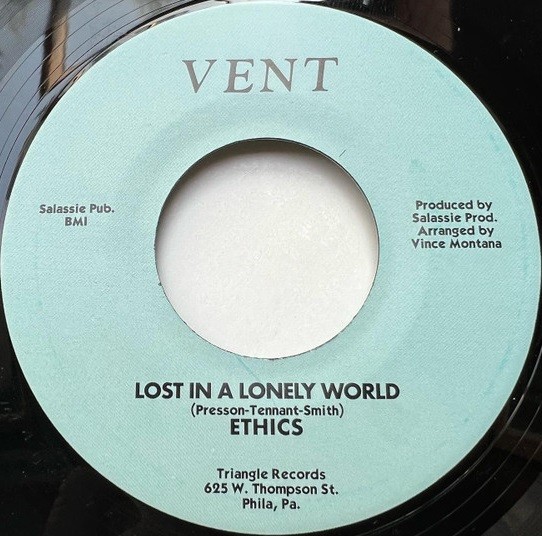 VENT
Salassie Pub.
BMI
Produced by
Salassie Prod.
Arranged by
Vince Montana
LOST IN A LONELY WORLD
(Presson-Tennant-Smith)
ETHICS
Triangle Records
625 W. Thompson St.
Phila, Pa.